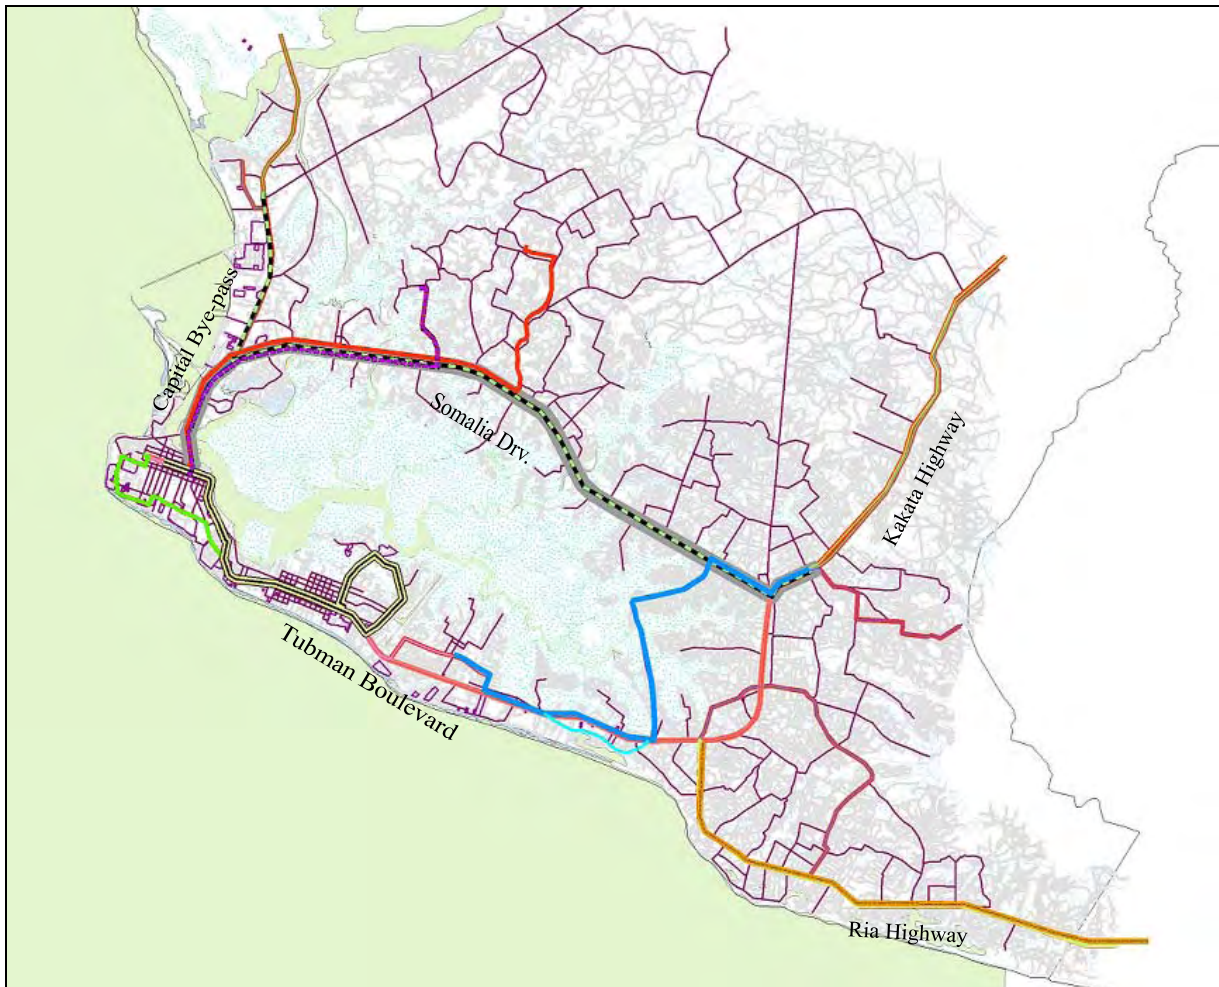 Capital Bye-pass
Somalia Drv.
Kakata Highway
Tubman Boulevard
Ria Highway